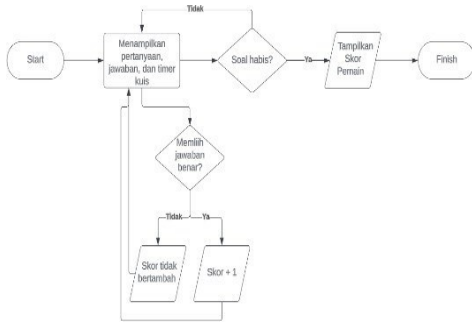 Tidak
Start
Menampilkan
pertanyaan,
jawaban, dan timer
kuis
Soal habis?
Ya
Tampilkan
Skor
Pemain
Finish
Memilih
jawaban
benar?
Tidak
Ya
Skor tidak
bertambah
Skor + 1